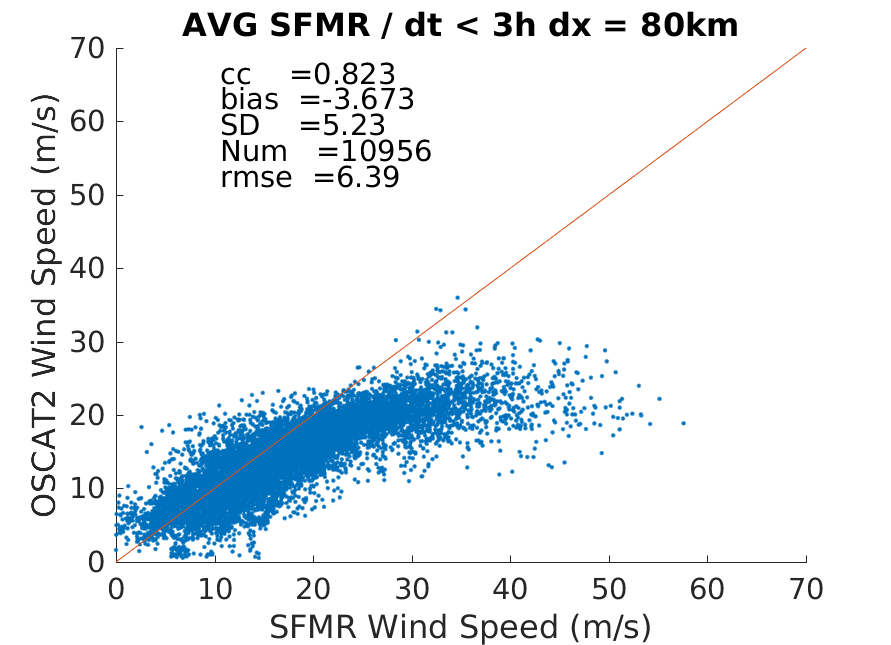 AVG SFMR / dt < 3h dx = 80km
cc =0.823
bias =-3.673
SD =5.23
Num =10956
rmse =6.39
OSCAT2 Wind Speed (m/s)
70
60
50
40
30
20
10
0
0 10 20 30 40 50 60 70
SFMR Wind Speed (m/s)